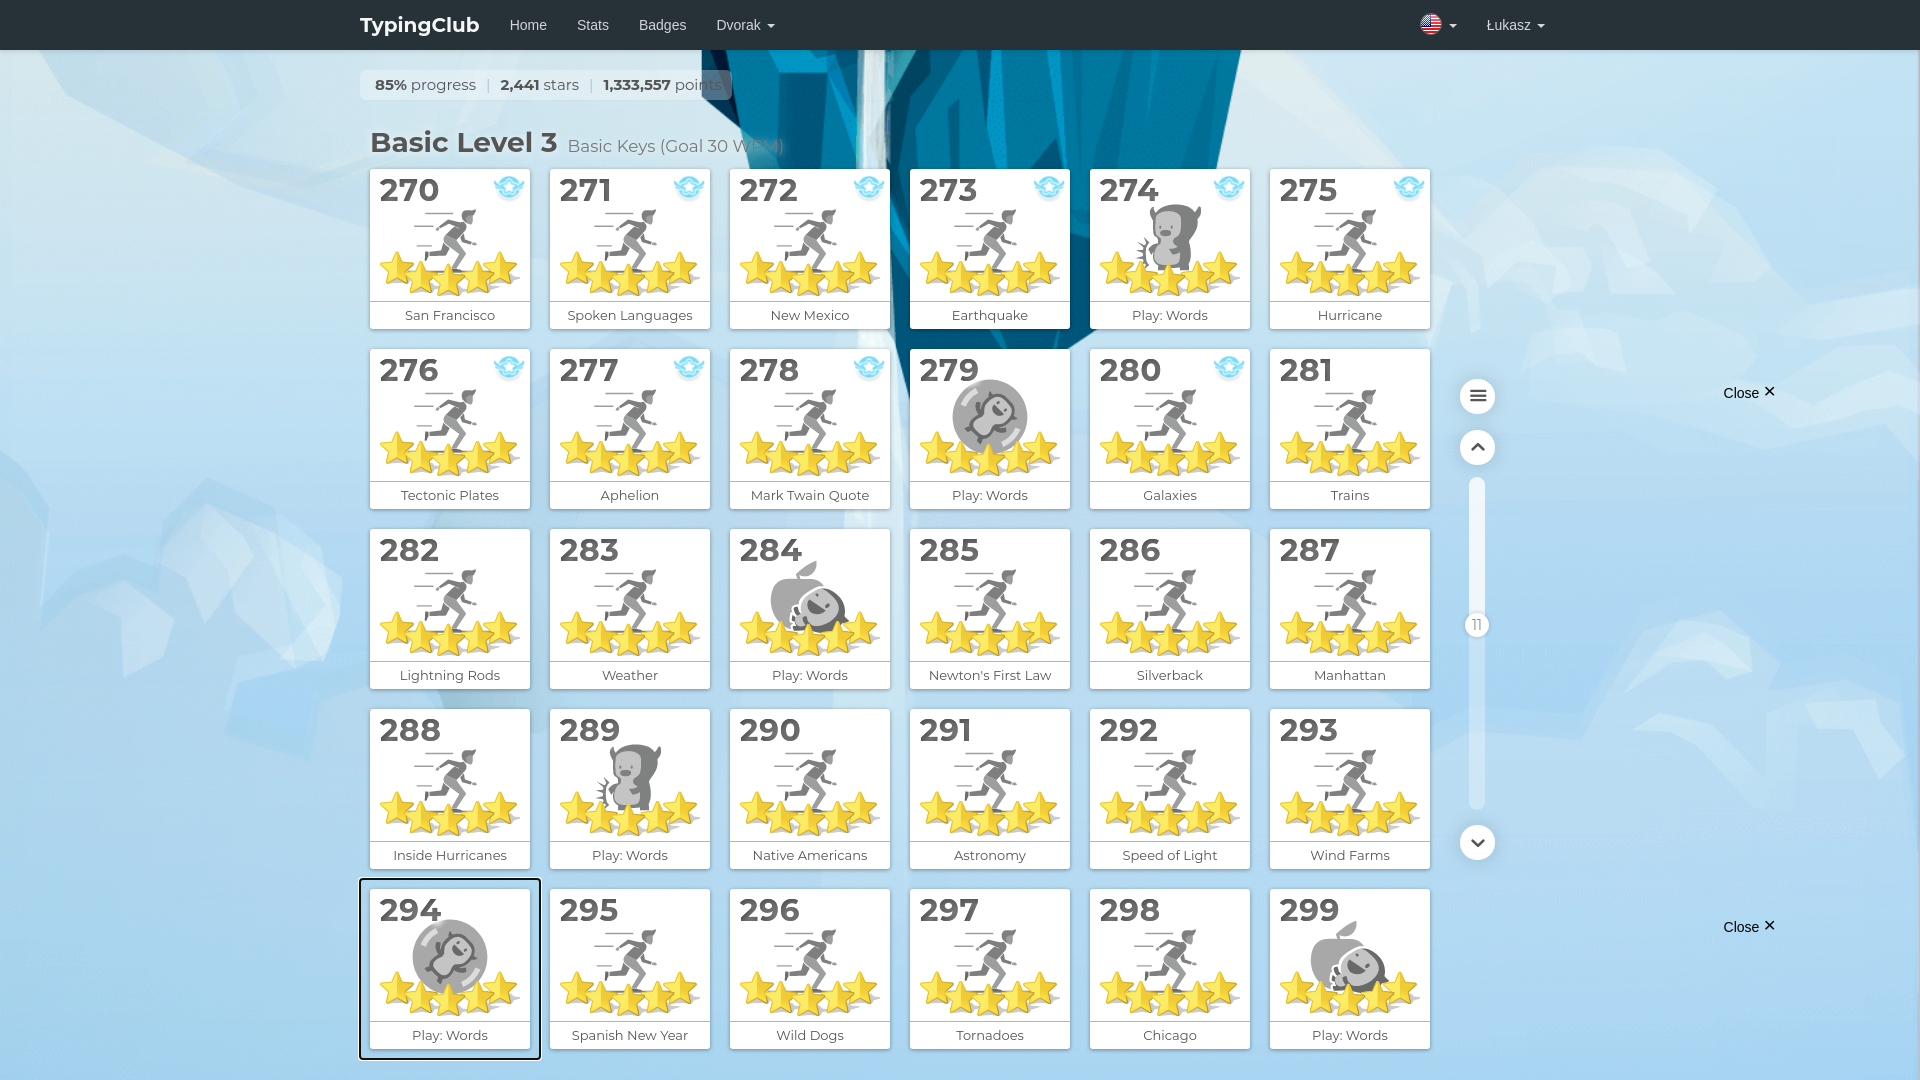 TypingClub Home Stats Badges Dvorak Łukasz
85% progress | 2,441 stars | 1,333,557 points
Basic Level 3 Basic Keys (Goal 30 WPM)
270 271 272 273 274 275
San Francisco Spoken Languages New Mexico Earthquake Play: Words Hurricane
276 277 278 279 280 281
Close ✕
Tectonic Plates Aphelion Mark Twain Quote Play: Words Galaxies Trains
282 283 284 285 286 287
11
Lightning Rods Weather Play: Words Newton's First Law Silverback Manhattan
288 289 290 291 292 293
Inside Hurricanes Play: Words Native Americans Astronomy Speed of Light Wind Farms
294 295 296 297 298 299
Close ✕
Play: Words Spanish New Year Wild Dogs Tornadoes Chicago Play: Words